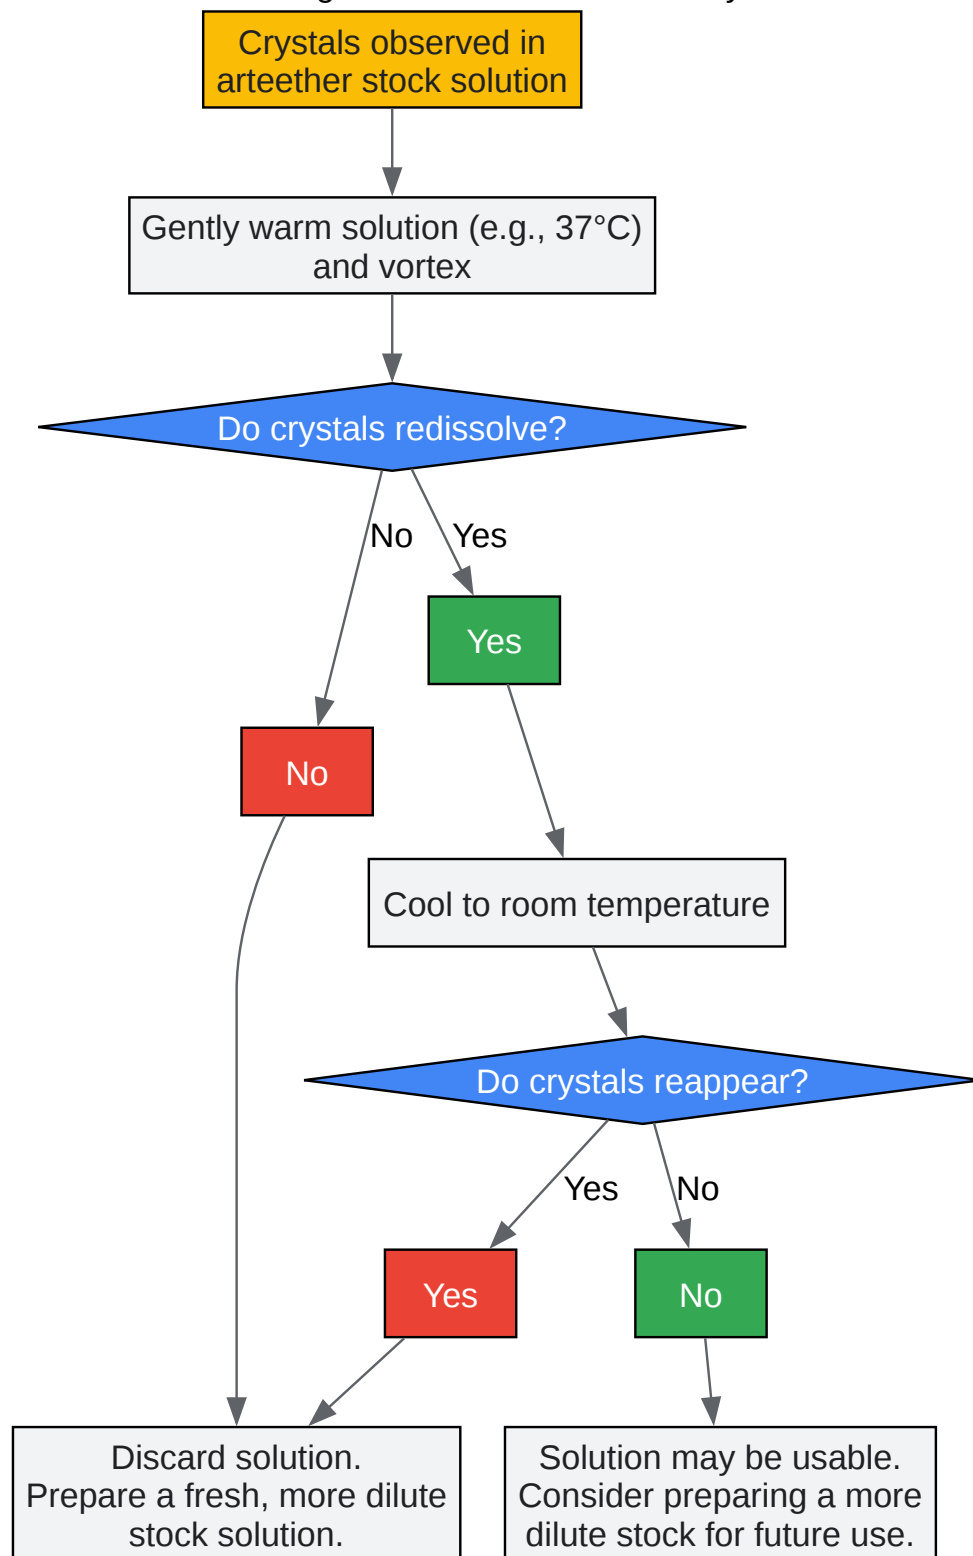 Crystals observed in
arteether stock solution
Gently warm solution (e.g., 37°C)
and vortex
Do crystals redissolve?
No
Yes
Yes
No
Cool to room temperature
Do crystals reappear?
Yes
No
Yes
No
Discard solution.
Prepare a fresh, more dilute
stock solution.
Solution may be usable.
Consider preparing a more
dilute stock for future use.